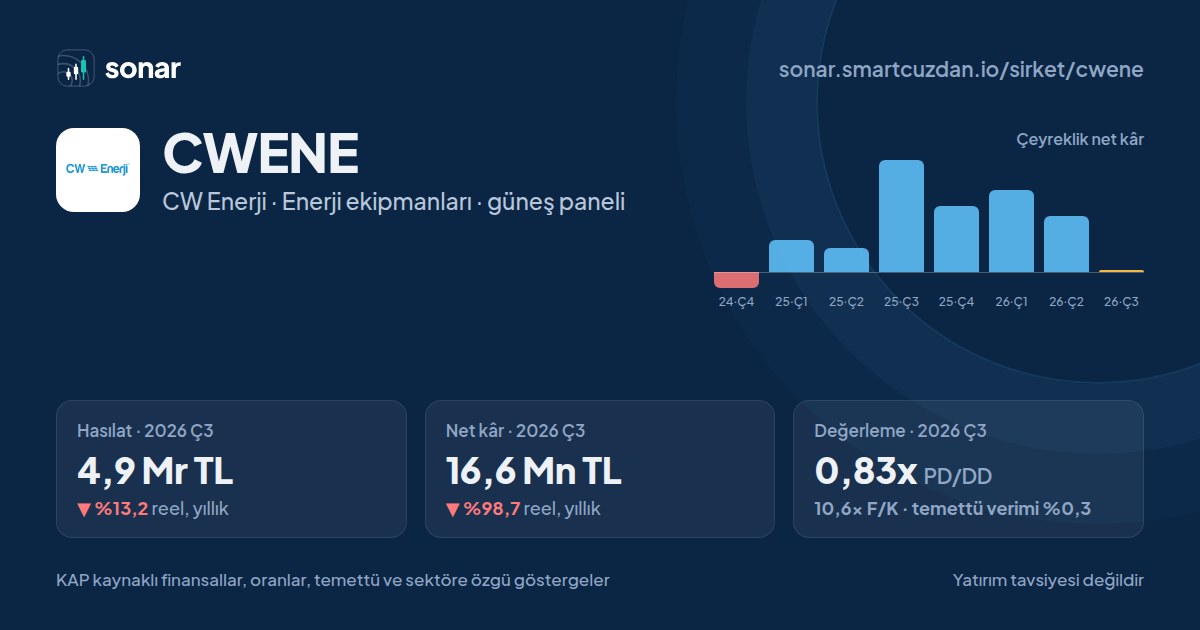 sonar
sonar.smartcuzdan.io/sirket/cwene
CW Enerji
CWENE
CW Enerji · Enerji ekipmanları · güneş paneli
Çeyreklik net kâr
24·Ç4 25·Ç1 25·Ç2 25·Ç3 25·Ç4 26·Ç1 26·Ç2 26·Ç3
Hasılat · 2026 Ç3
4,9 Mr TL
▼ %13,2 reel, yıllık
Net kâr · 2026 Ç3
16,6 Mn TL
▼ %98,7 reel, yıllık
Değerleme · 2026 Ç3
0,83x PD/DD
10,6x F/K · temettü verimi %0,3
KAP kaynaklı finansallar, oranlar, temettü ve sektöre özgü göstergeler
Yatırım tavsiyesi değildir